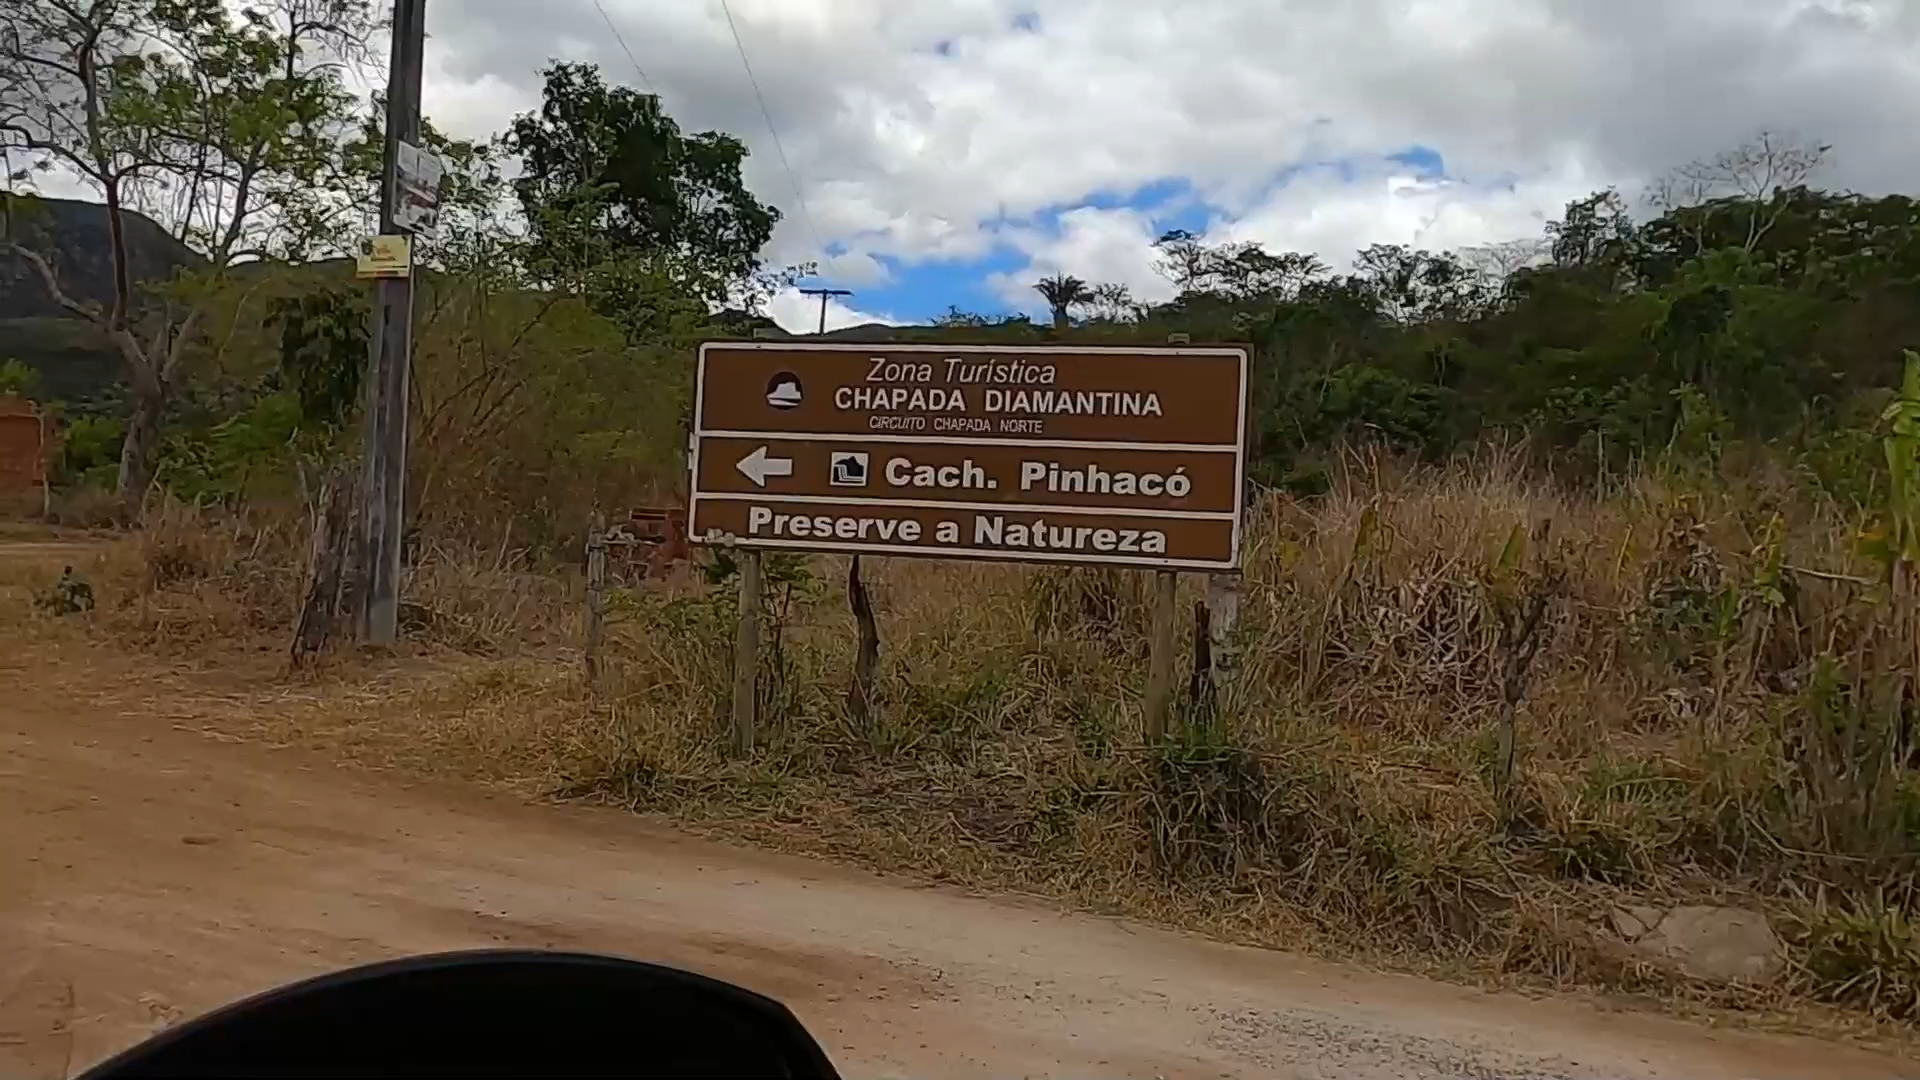 Zona Turística
CHAPADA DIAMANTINA
CIRCUITO CHAPADA NORTE
Cach. Pinhacó
Preserve a Natureza